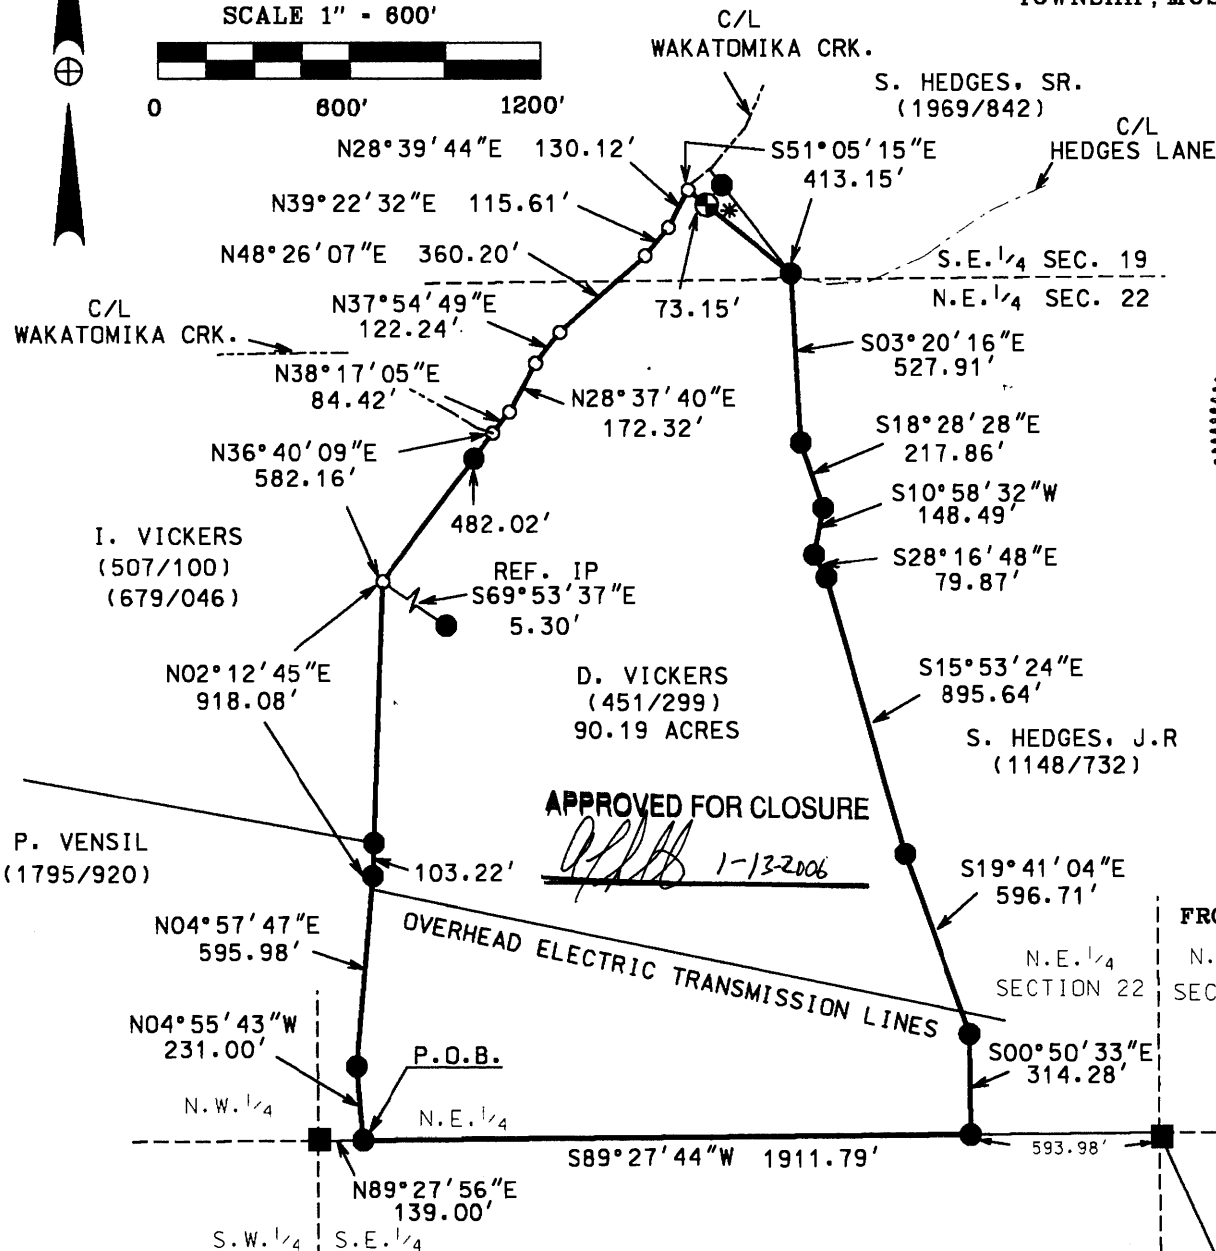 SCALE 1" - 600'
0 600' 1200'
C/L
WAKATOMIKA CRK.
S. HEDGES, SR.
(1969/842)
C/L
HEDGES LANE
N28°39'44"E 130.12'
S51°05'15"E
413.15'
N39°22'32"E 115.61'
*
N48°26'07"E 360.20'
S.E.1/4 SEC. 19
N.E.1/4 SEC. 22
N37°54'49"E
122.24'
73.15'
C/L
WAKATOMIKA CRK.
S03°20'16"E
527.91'
N38°17'05"E
84.42'
N28°37'40"E
172.32'
S18°28'28"E
217.86'
N36°40'09"E
582.16'
482.02'
S10°58'32"W
148.49'
I. VICKERS
(507/100)
(679/046)
S28°16'48"E
79.87'
REF. IP
S69°53'37"E
5.30'
N02°12'45"E
918.08'
D. VICKERS
(451/299)
90.19 ACRES
S15°53'24"E
895.64'
S. HEDGES, J.R
(1148/732)
APPROVED FOR CLOSURE
1-13-2006
P. VENSIL
(1795/920)
103.22'
S19°41'04"E
596.71'
N04°57'47"E
595.98'
OVERHEAD ELECTRIC TRANSMISSION LINES
N.E.1/4
SECTION 22
FRO
N.
SEC
N04°55'43"W
231.00'
P.O.B.
S00°50'33"E
314.28'
N.W.1/4
N.E.1/4
S89°27'44"W 1911.79'
593.98'
N89°27'56"E
139.00'
S.W.1/4
S.E.1/4